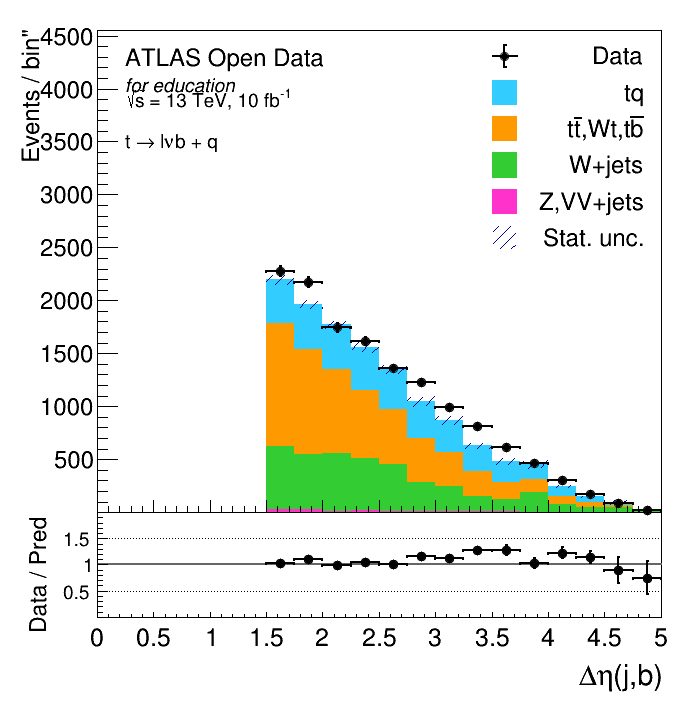 Events / bin"
4500
4000
3500
3000
2500
2000
1500
1000
500
ATLAS Open Data
for education
√s = 13 TeV, 10 fb⁻¹
t → lνb + q
Data
tq
tt̄,Wt,tb̄
W+jets
Z,VV+jets
Stat. unc.
Data / Pred
1.5
1
0.5
0 0.5 1 1.5 2 2.5 3 3.5 4 4.5 5
Δη(j,b)